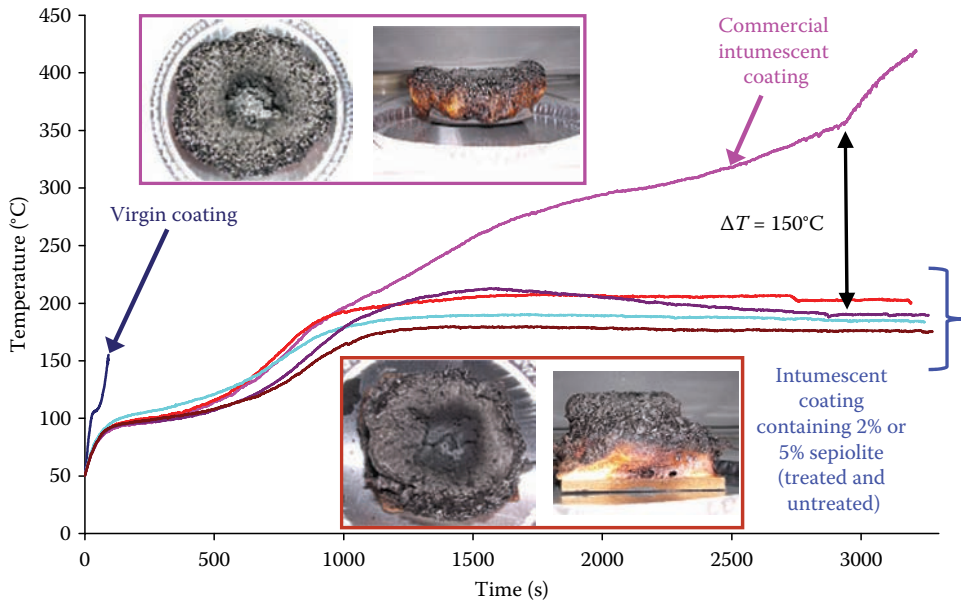 450
400
350
300
250
200
150
100
50
0
Temperature (°C)
0
500
1000
1500
2000
2500
3000
Time (s)
Virgin coating
Commercial
intumescent
coating
ΔT = 150°C
Intumescent
coating
containing 2% or
5% sepiolite
(treated and
untreated)